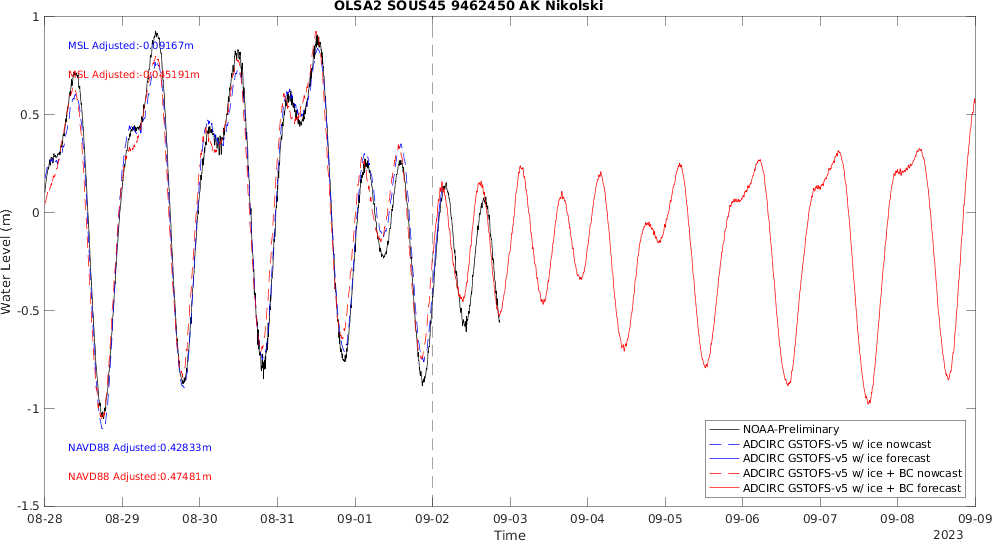 OLSA2 SOUS45 9462450 AK Nikolski
MSL Adjusted:-0.09167m
MSL Adjusted:-0.045191m
NAVD88 Adjusted:0.42833m
NAVD88 Adjusted:0.47481m
Water Level (m)
1
0.5
0
-0.5
-1
-1.5
NOAA-Preliminary
ADCIRC GSTOFS-v5 w/ ice nowcast
ADCIRC GSTOFS-v5 w/ ice forecast
ADCIRC GSTOFS-v5 w/ ice + BC nowcast
ADCIRC GSTOFS-v5 w/ ice + BC forecast
08-28 08-29 08-30 08-31 09-01 09-02 09-03 09-04 09-05 09-06 09-07 09-08 09-09
Time
2023